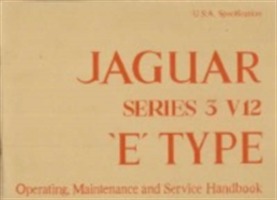 U.S.A. Specification
JAGUAR
SERIES 3 V12
'E' TYPE
Operating, Maintenance and Service Handbook